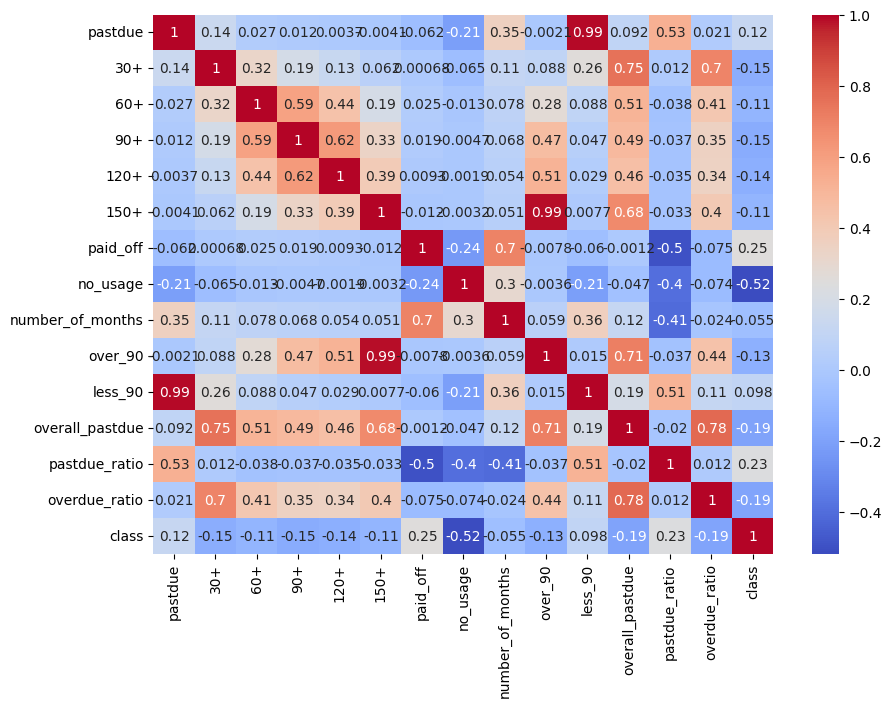 pastdue 1 0.14 0.027 0.012 0.0037 -0.0041 -0.062 -0.21 0.35 -0.0021 0.99 0.092 0.53 0.021 0.12
30+ 0.14 1 0.32 0.19 0.13 0.062 0.00068 -0.065 0.11 0.088 0.26 0.75 0.012 0.7 -0.15
60+ 0.027 0.32 1 0.59 0.44 0.19 0.025 -0.013 0.078 0.28 0.088 0.51 -0.038 0.41 -0.11
90+ 0.012 0.19 0.59 1 0.62 0.33 0.019 -0.0047 0.068 0.47 0.047 0.49 -0.037 0.35 -0.15
120+ 0.0037 0.13 0.44 0.62 1 0.39 0.0093 -0.0019 0.054 0.51 0.029 0.46 -0.035 0.34 -0.14
150+ -0.0041 0.062 0.19 0.33 0.39 1 -0.012 -0.0032 0.051 0.99 0.0077 0.68 -0.033 0.4 -0.11
paid_off -0.062 0.00068 0.025 0.019 0.0093 -0.012 1 -0.24 0.7 -0.0078 -0.06 -0.0012 -0.5 -0.075 0.25
no_usage -0.21 -0.065 -0.013 -0.0047 -0.0019 -0.0032 -0.24 1 0.3 -0.0036 -0.21 -0.047 -0.4 -0.074 -0.52
number_of_months 0.35 0.11 0.078 0.068 0.054 0.051 0.7 0.3 1 0.059 0.36 0.12 -0.41 -0.024 -0.055
over_90 -0.0021 0.088 0.28 0.47 0.51 0.99 -0.0078 -0.0036 0.059 1 0.015 0.71 -0.037 0.44 -0.13
less_90 0.99 0.26 0.088 0.047 0.029 0.0077 -0.06 -0.21 0.36 0.015 1 0.19 0.51 0.11 0.098
overall_pastdue 0.092 0.75 0.51 0.49 0.46 0.68 -0.0012 -0.047 0.12 0.71 0.19 1 -0.02 0.78 -0.19
pastdue_ratio 0.53 0.012 -0.038 -0.037 -0.035 -0.033 -0.5 -0.4 -0.41 -0.037 0.51 -0.02 1 0.012 0.23
overdue_ratio 0.021 0.7 0.41 0.35 0.34 0.4 -0.075 -0.074 -0.024 0.44 0.11 0.78 0.012 1 -0.19
class 0.12 -0.15 -0.11 -0.15 -0.14 -0.11 0.25 -0.52 -0.055 -0.13 0.098 -0.19 0.23 -0.19 1
pastdue
30+
60+
90+
120+
150+
paid_off
no_usage
number_of_months
over_90
less_90
overall_pastdue
pastdue_ratio
overdue_ratio
class
1.0
0.8
0.6
0.4
0.2
0.0
−0.2
−0.4